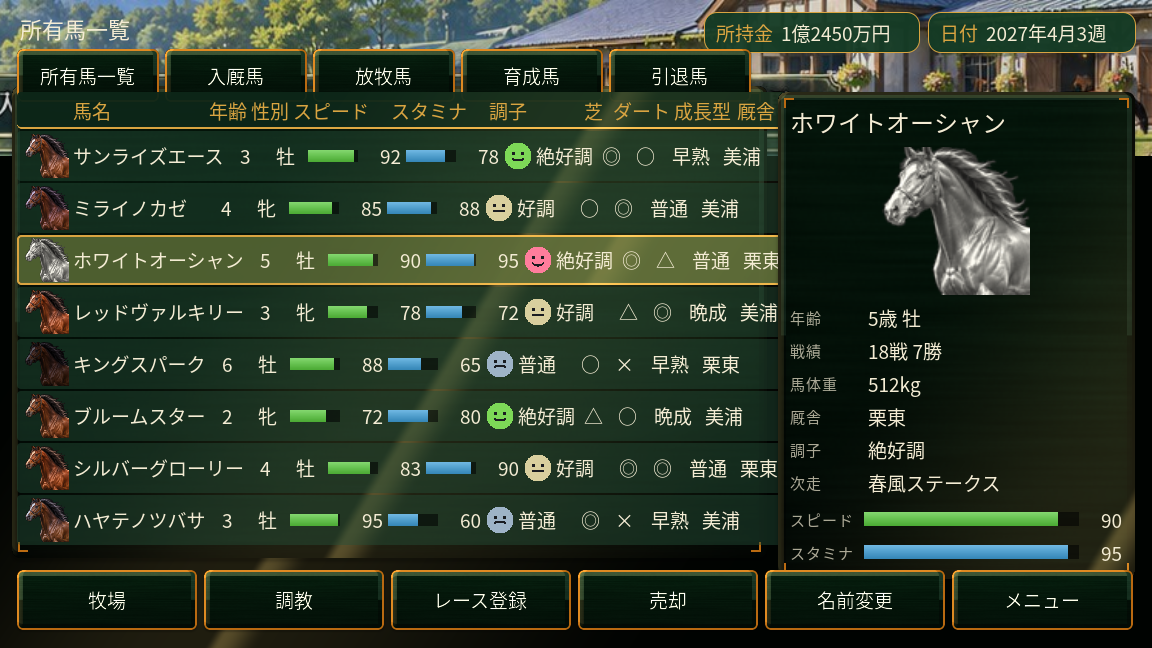 所有馬一覧
所持金 1億2450万円 日付 2027年4月3週
所有馬一覧 入厩馬 放牧馬 育成馬 引退馬
馬名 年齢 性別 スピード スタミナ 調子 芝 ダート 成長型 厩舎
サンライズエース 3 牡 92 78 絶好調 ◎ ○ 早熟 美浦
ミライノカゼ 4 牝 85 88 好調 ○ ◎ 普通 美浦
ホワイトオーシャン 5 牡 90 95 絶好調 ◎ △ 普通 栗東
レッドヴァルキリー 3 牝 78 72 好調 △ ◎ 晩成 美浦
キングスパーク 6 牡 88 65 普通 ○ × 早熟 栗東
ブルームスター 2 牝 72 80 絶好調 △ ○ 晩成 美浦
シルバーグローリー 4 牡 83 90 好調 ◎ ◎ 普通 栗東
ハヤテノツバサ 3 牡 95 60 普通 ◎ × 早熟 美浦
ホワイトオーシャン
年齢 5歳 牡
戦績 18戦 7勝
馬体重 512kg
厩舎 栗東
調子 絶好調
次走 春風ステークス
スピード 90
スタミナ 95
牧場 調教 レース登録 売却 名前変更 メニュー